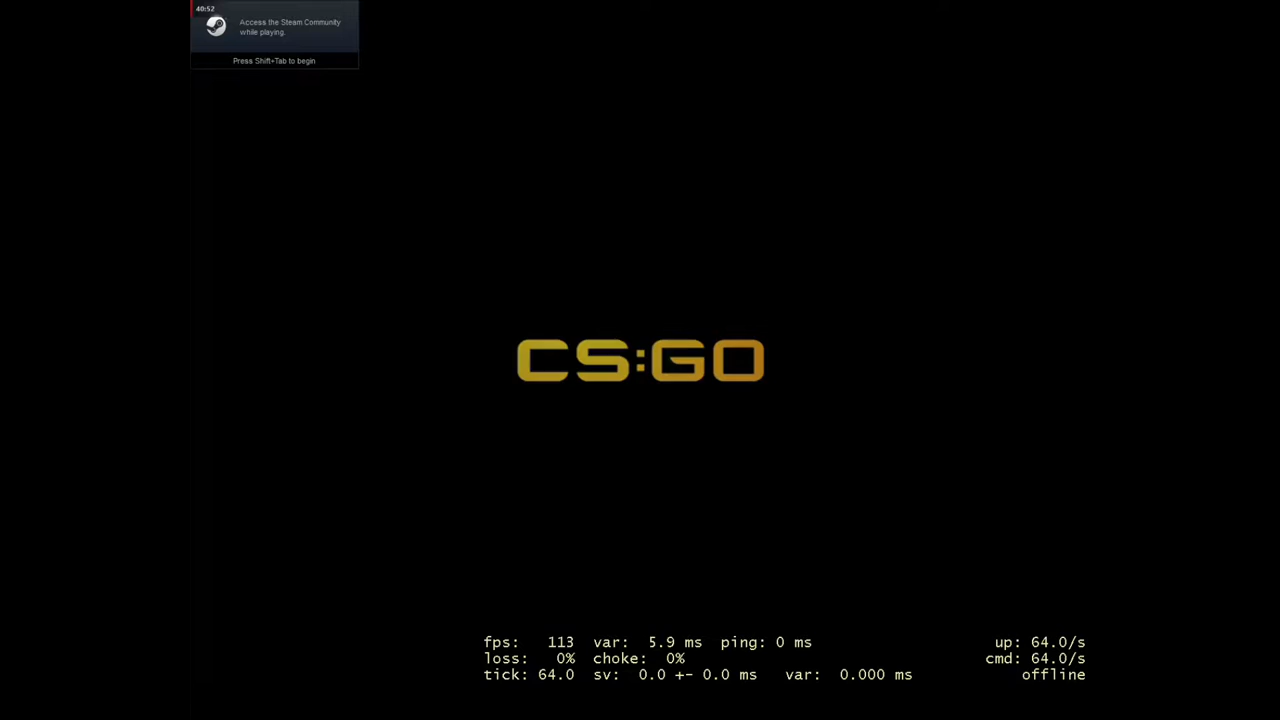 40:52
Access the Steam Community
while playing.
Press Shift+Tab to begin
CS:GO
fps: 113 var: 5.9 ms ping: 0 ms up: 64.0/s
loss: 0% choke: 0% cmd: 64.0/s
tick: 64.0 sv: 0.0 +- 0.0 ms var: 0.000 ms offline